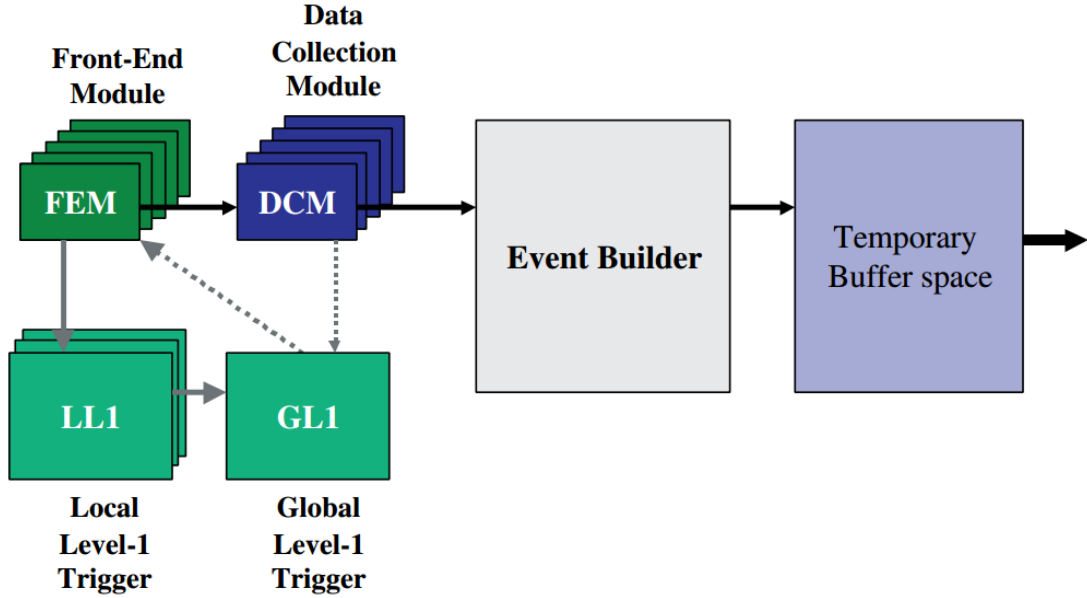 Front-End
Module
Data
Collection
Module
FEM
DCM
Event Builder
Temporary
Buffer space
LL1
GL1
Local
Level-1
Trigger
Global
Level-1
Trigger